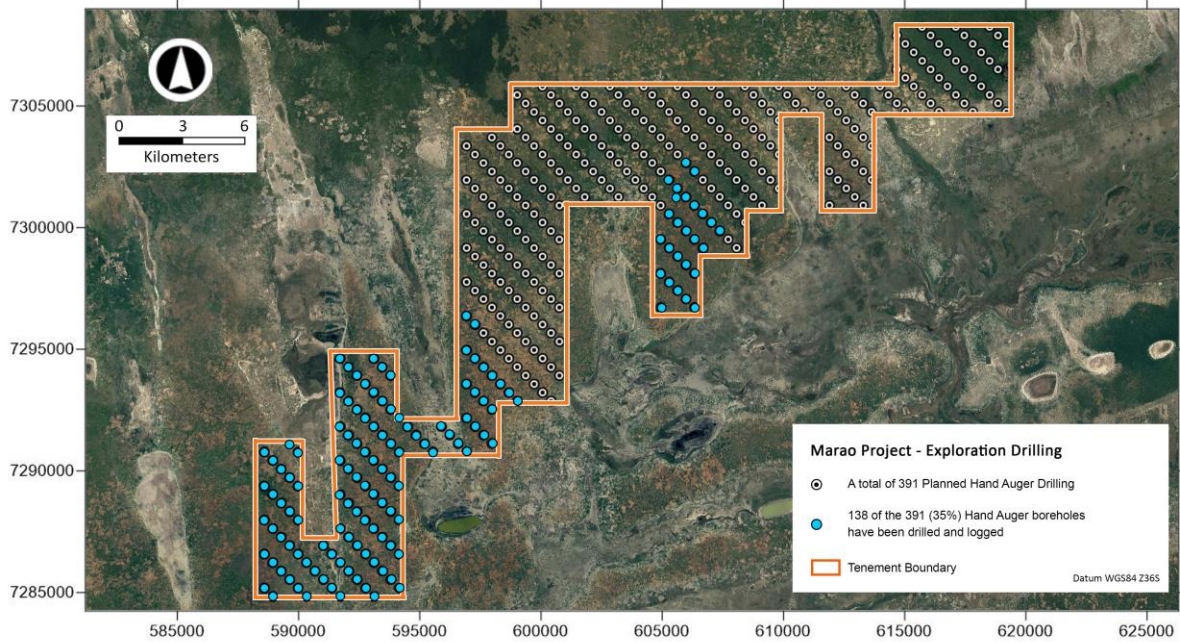 7305000
7300000
7295000
7290000
7285000
0 3 6
Kilometers
Marao Project - Exploration Drilling
A total of 391 Planned Hand Auger Drilling
138 of the 391 (35%) Hand Auger boreholes
have been drilled and logged
Tenement Boundary
Datum WGS84 Z36S
585000 590000 595000 600000 605000 610000 615000 620000 625000